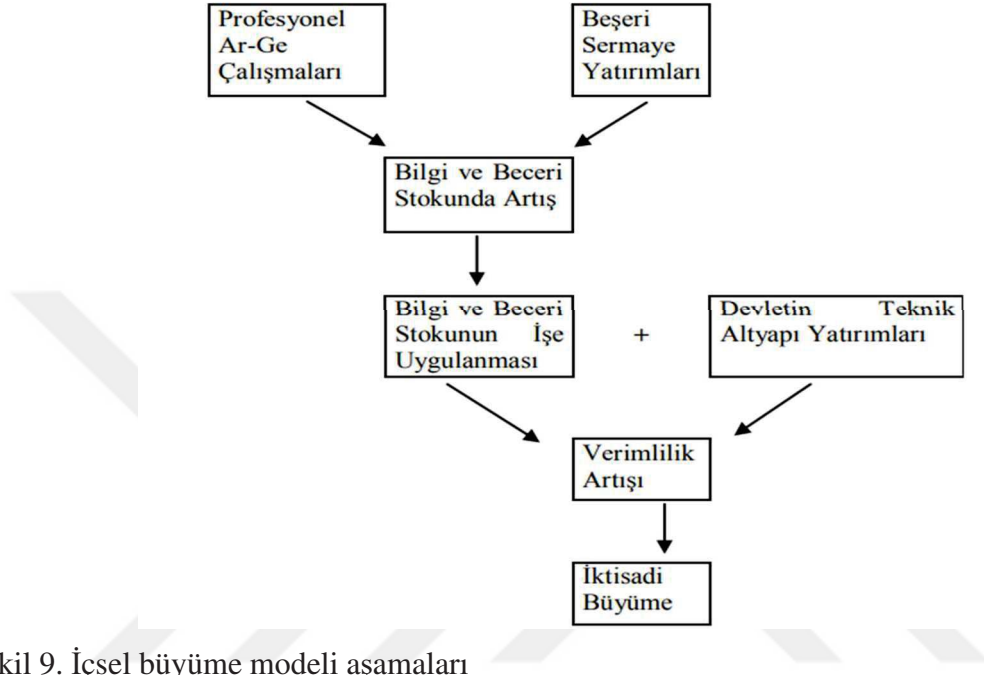 Profesyonel
Ar-Ge
Çalışmaları
Beşeri
Sermaye
Yatırımları
Bilgi ve Beceri
Stokunda Artış
Bilgi ve Beceri
Stokunun İşe
Uygulanması
+
Devletin Teknik
Altyapı Yatırımları
Verimlilik
Artışı
İktisadi
Büyüme
kil 9. İçsel büyüme modeli aşamaları